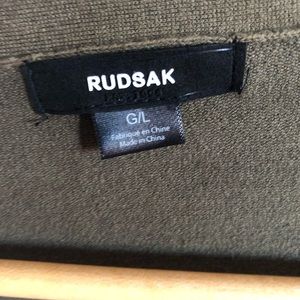 RUDSAK
G/L
Fabriqué en Chine
Made in China